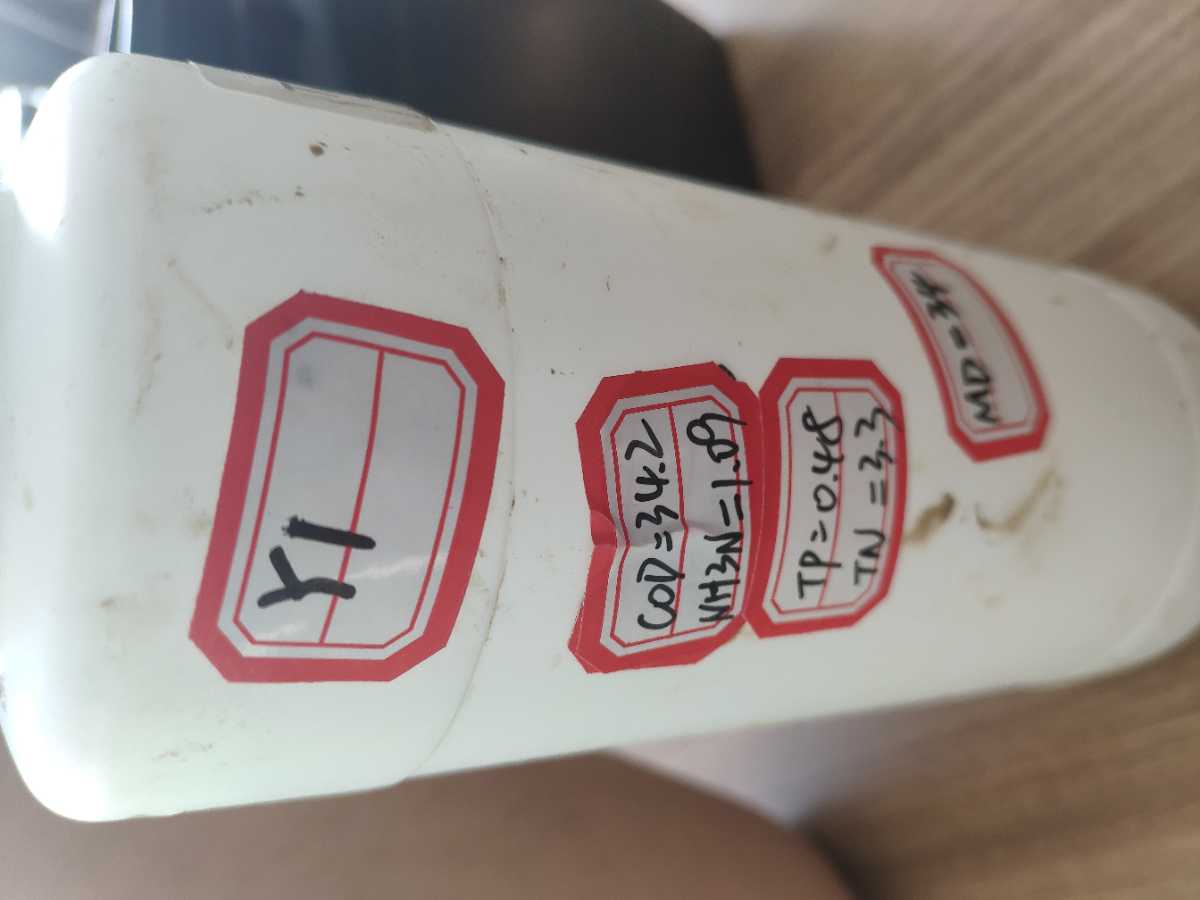 Y1
COD=34.2
NH3N=1.09
TP=0.48
TN=3.3
MD=34